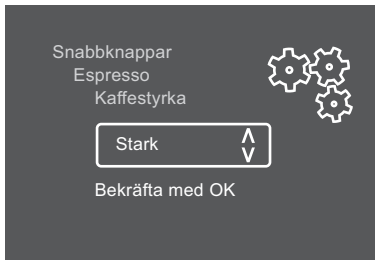 Snabbknappar
Espresso
Kaffestyrka
Stark
Bekräfta med OK